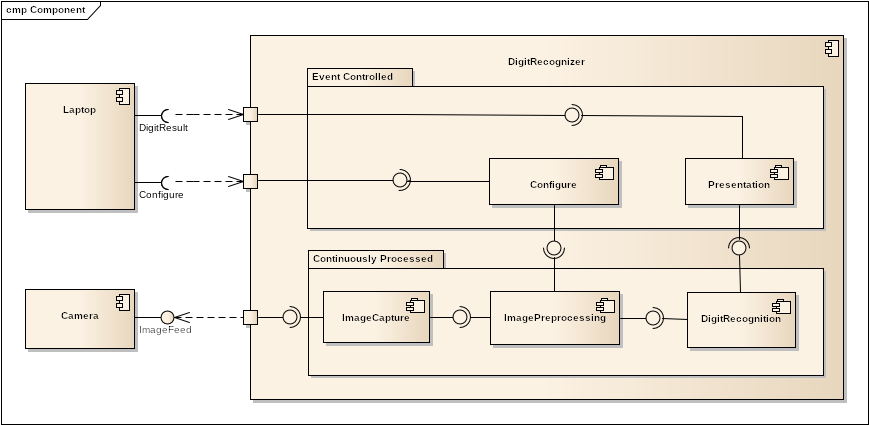 cmp Component
DigitRecognizer
Event Controlled
Laptop
DigitResult
Configure
Configure
Presentation
Continuously Processed
Camera
ImageFeed
ImageCapture
ImagePreprocessing
DigitRecognition